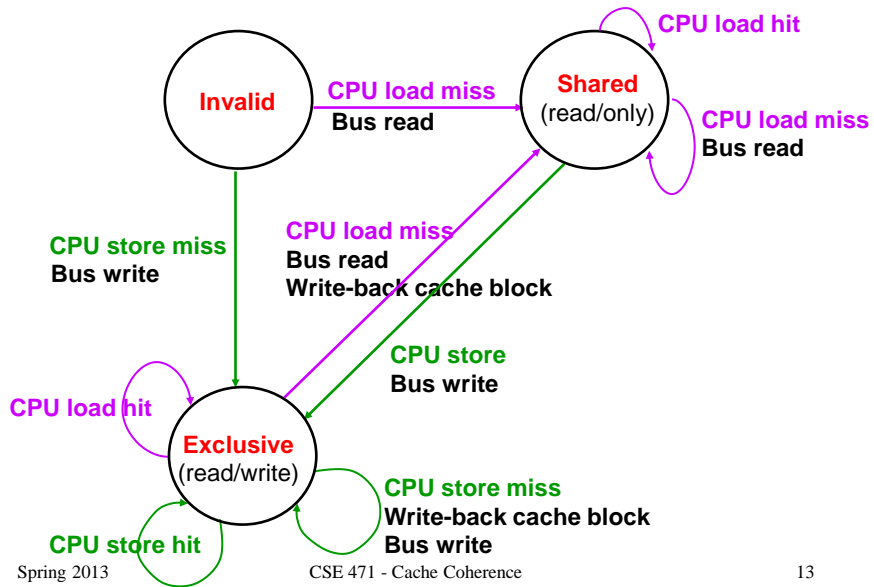 CPU load hit
Invalid
CPU load miss
Bus read
Shared
(read/only)
CPU load miss
Bus read
CPU store miss
Bus write
CPU load miss
Bus read
Write-back cache block
CPU store
Bus write
CPU load hit
Exclusive
(read/write)
CPU store miss
Write-back cache block
Bus write
CPU store hit
Spring 2013
CSE 471 - Cache Coherence
13